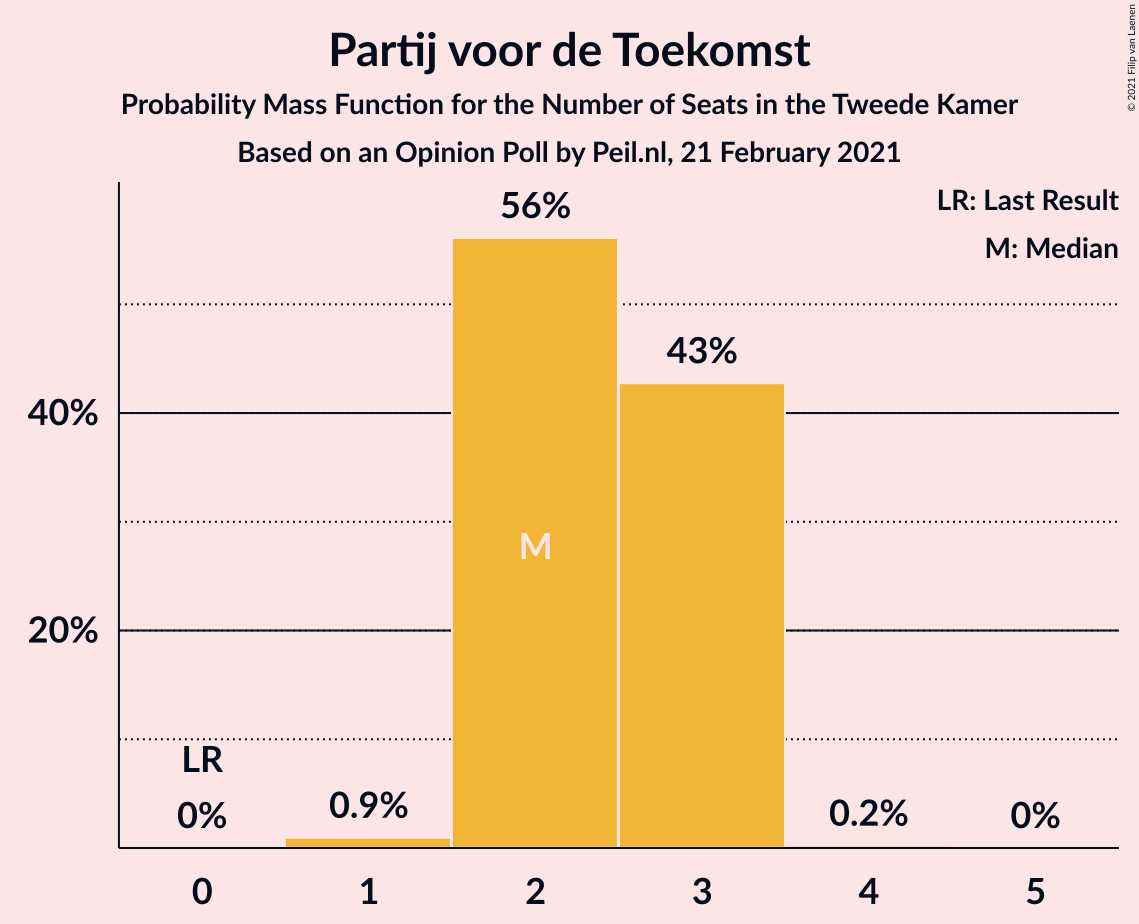 Partij voor de Toekomst
Probability Mass Function for the Number of Seats in the Tweede Kamer
Based on an Opinion Poll by Peil.nl, 21 February 2021
© 2021 Filip van Laenen
LR: Last Result
M: Median
56%
43%
40%
M
20%
LR
0%
0.9%
0.2%
0%
0 1 2 3 4 5